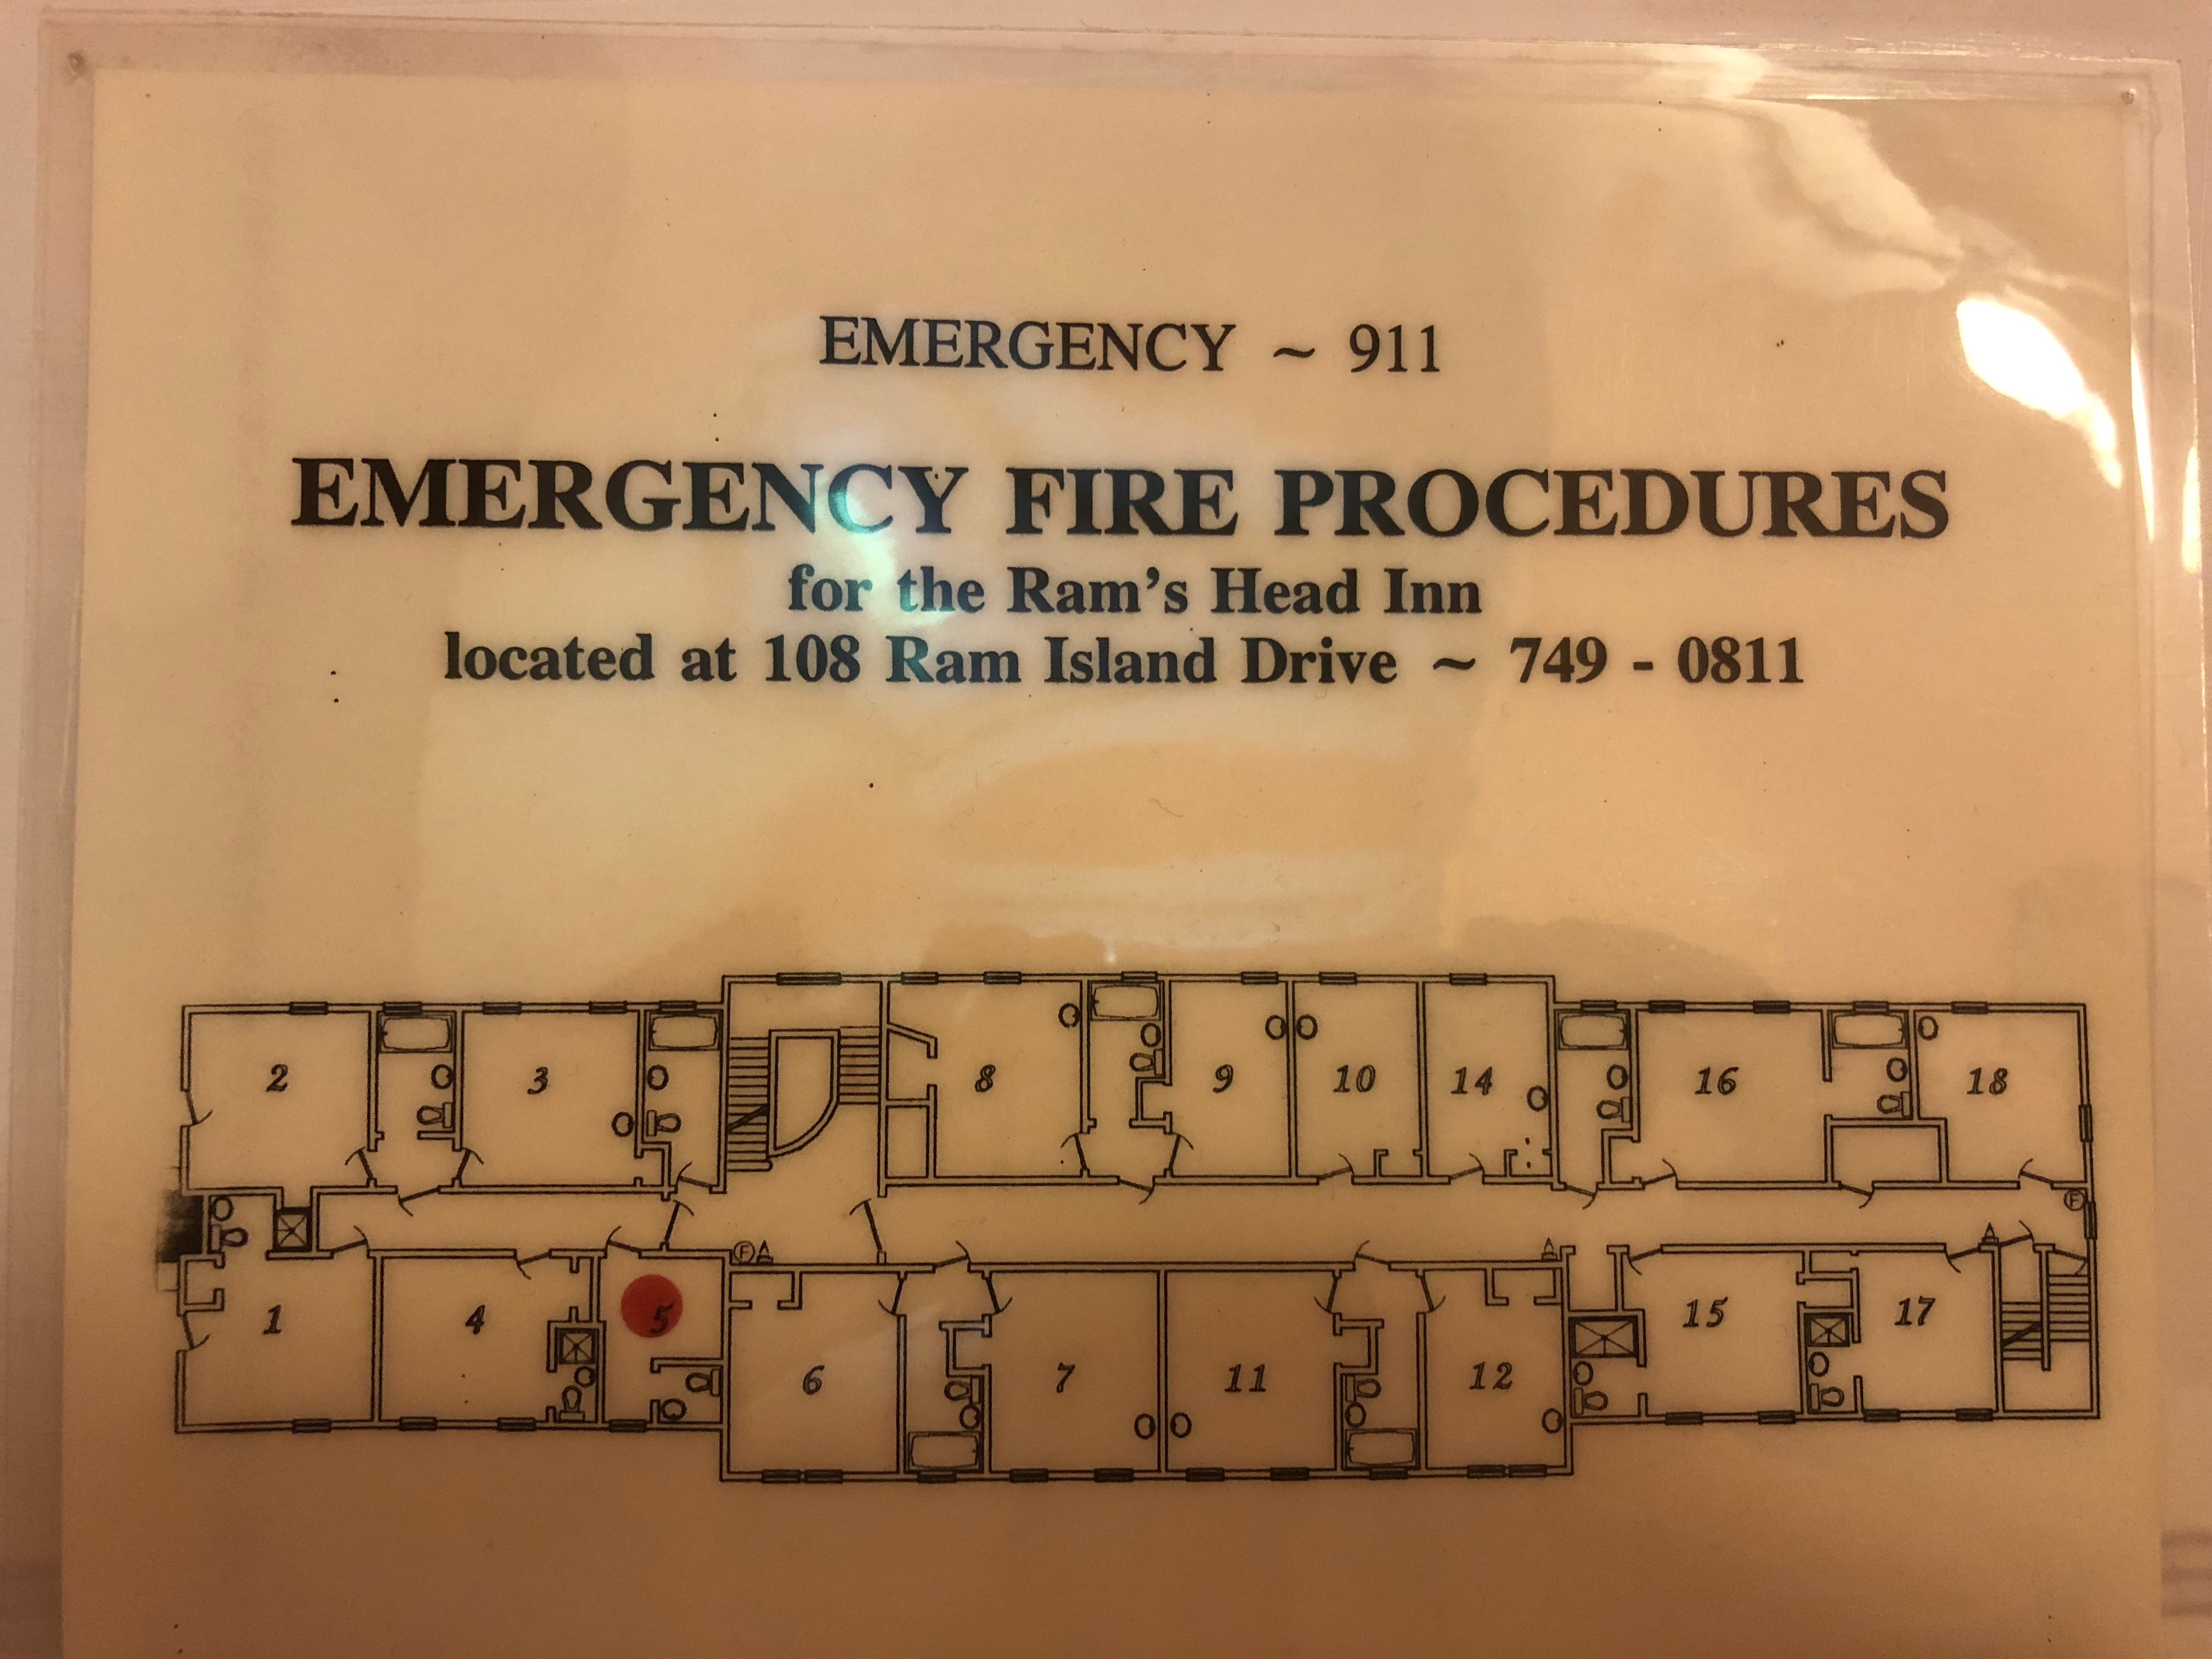 EMERGENCY ~ 911
EMERGENCY FIRE PROCEDURES
for the Ram's Head Inn
located at 108 Ram Island Drive ~ 749 - 0811
2 3 8 9 10 14 16 18
F
F
1 4 5 6 7 11 12 15 17